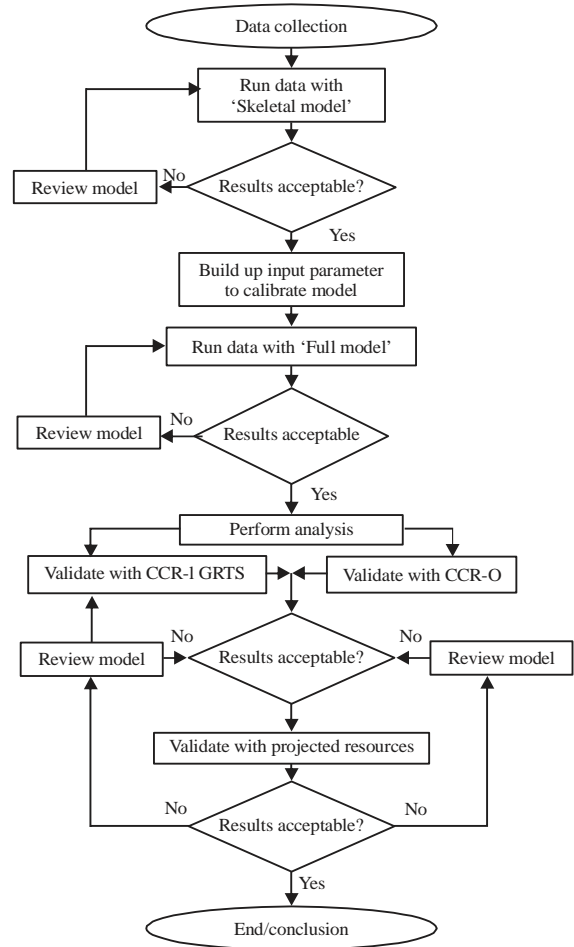 Data collection
Run data with
‘Skeletal model’
No
Review model
Results acceptable?
Yes
Build up input parameter
to calibrate model
Run data with ‘Full model’
No
Review model
Results acceptable
Yes
Perform analysis
Validate with CCR-l GRTS
Validate with CCR-O
No
No
Review model
Results acceptable?
Review model
Validate with projected resources
No
No
Results acceptable?
Yes
End/conclusion